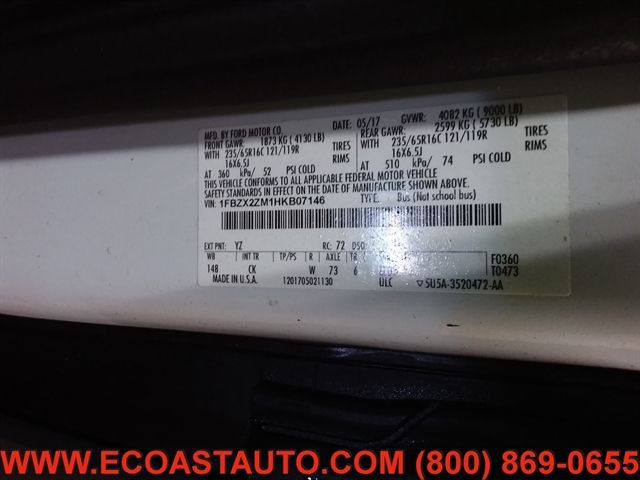 MFD. BY FORD MOTOR CO. DATE: 05/17 GVWR: 4082 KG ( 9000 LB)
FRONT GAWR: 1873 KG ( 4130 LB) REAR GAWR: 2599 KG ( 5730 LB)
WITH 235/65R16C 121/119R TIRES WITH 235/65R16C 121/119R TIRES
16X6.5J RIMS 16X6.5J RIMS
AT 360 kPa/ 52 PSI COLD AT 510 kPa/ 74 PSI COLD
THIS VEHICLE CONFORMS TO ALL APPLICABLE FEDERAL MOTOR VEHICLE
SAFETY STANDARDS IN EFFECT ON THE DATE OF MANUFACTURE SHOWN ABOVE.
VIN: 1FBZX2ZM1HKB07146 TYPE: Bus (Not school bus)
EXT PNT: YZ RC: 72 DSO:
WB INT TR TP/PS R AXLE TR F0360
148 CK W 73 6 T0473
MADE IN U.S.A. 1201705021130 ULC 5U5A-3520472-AA
WWW.ECOASTAUTO.COM (800) 869-0655